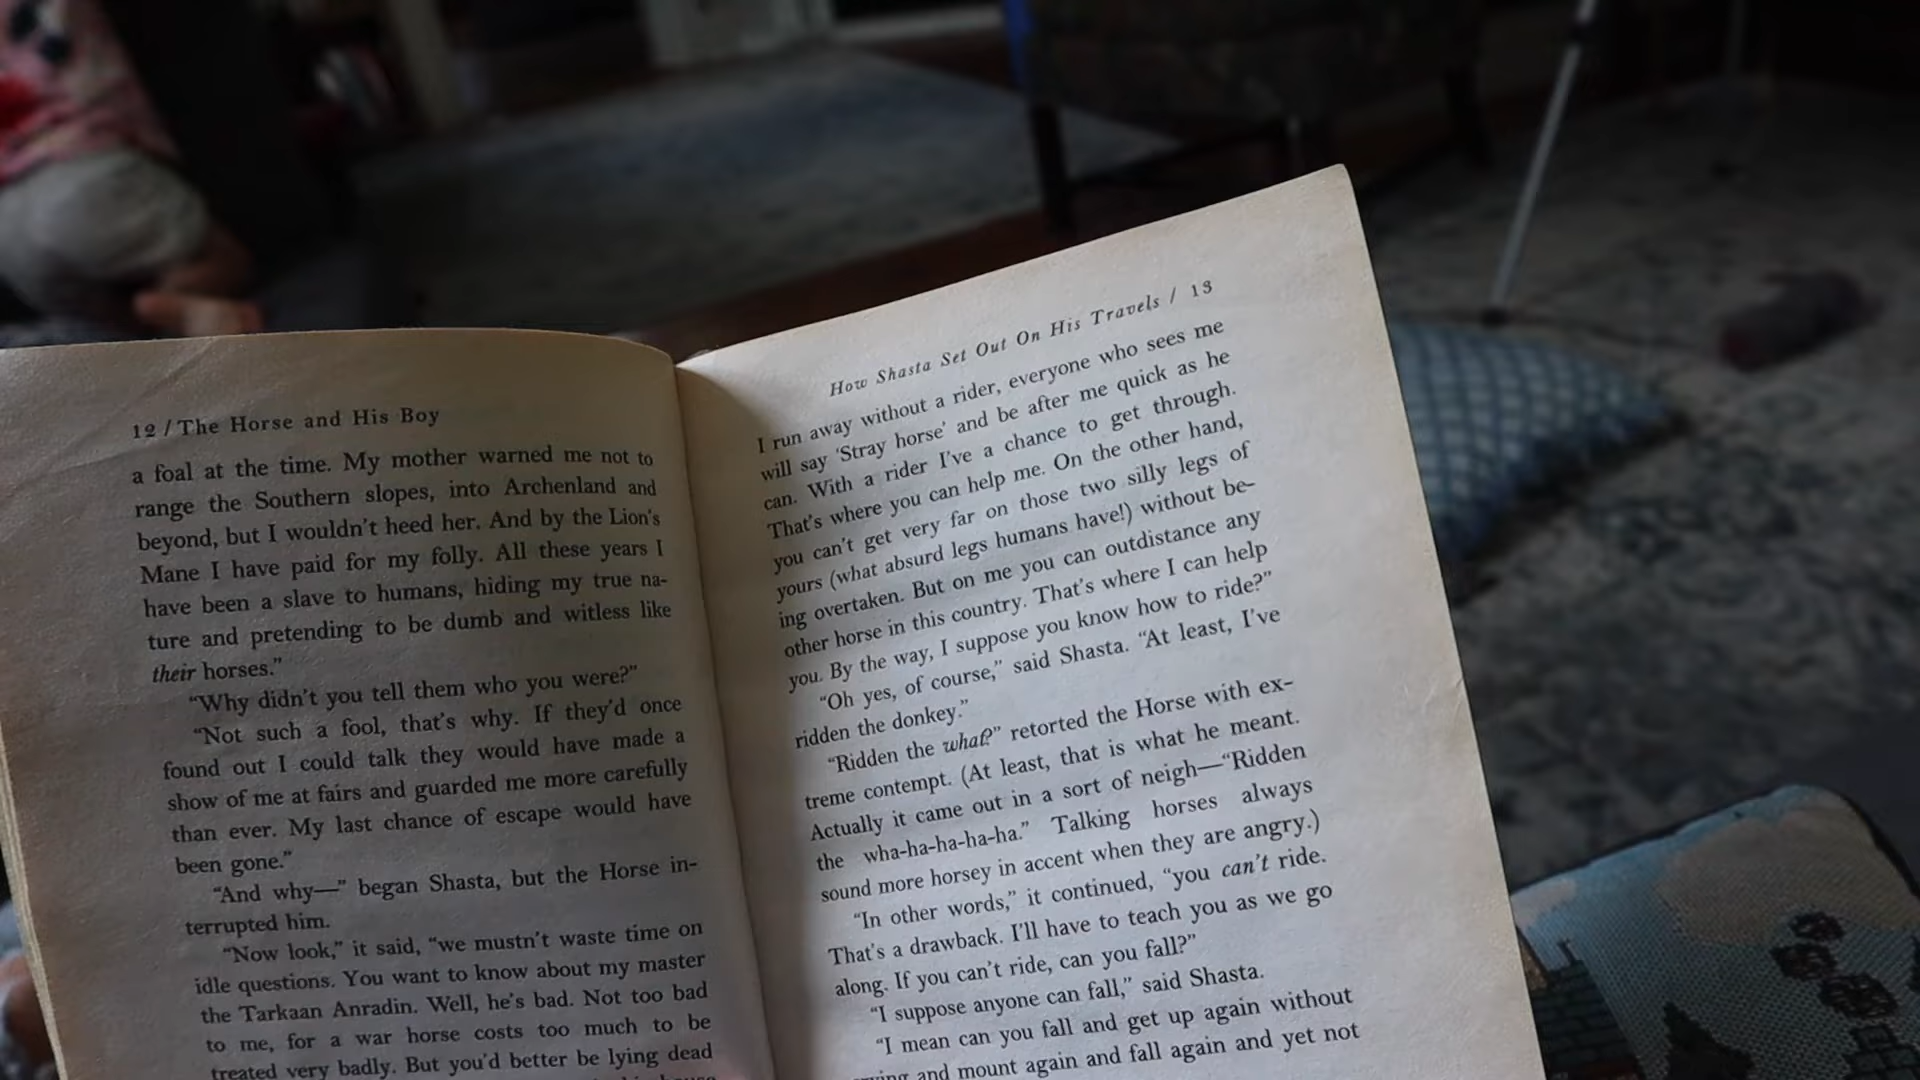 12 / The Horse and His Boy
a foal at the time. My mother warned me not to
range the Southern slopes, into Archenland and
beyond, but I wouldn't heed her. And by the Lion's
Mane I have paid for my folly. All these years I
have been a slave to humans, hiding my true na-
ture and pretending to be dumb and witless like
their horses."
"Why didn't you tell them who you were?"
"Not such a fool, that's why. If they'd once
found out I could talk they would have made a
show of me at fairs and guarded me more carefully
than ever. My last chance of escape would have
been gone."
"And why—" began Shasta, but the Horse in-
terrupted him.
"Now look," it said, "we mustn't waste time on
idle questions. You want to know about my master
the Tarkaan Anradin. Well, he's bad. Not too bad
to me, for a war horse costs too much to be
treated very badly. But you'd better be lying dead
How Shasta Set Out On His Travels / 13
I run away without a rider, everyone who sees me
will say 'Stray horse' and be after me quick as he
can. With a rider I've a chance to get through.
That's where you can help me. On the other hand,
you can't get very far on those two silly legs of
yours (what absurd legs humans have!) without be-
ing overtaken. But on me you can outdistance any
other horse in this country. That's where I can help
you. By the way, I suppose you know how to ride?"
"Oh yes, of course," said Shasta. "At least, I've
ridden the donkey."
"Ridden the what?" retorted the Horse with ex-
treme contempt. (At least, that is what he meant.
Actually it came out in a sort of neigh—"Ridden
the wha-ha-ha-ha-ha." Talking horses always
sound more horsey in accent when they are angry.)
"In other words," it continued, "you can't ride.
That's a drawback. I'll have to teach you as we go
along. If you can't ride, can you fall?"
"I suppose anyone can fall," said Shasta.
"I mean can you fall and get up again without
and mount again and fall again and yet not